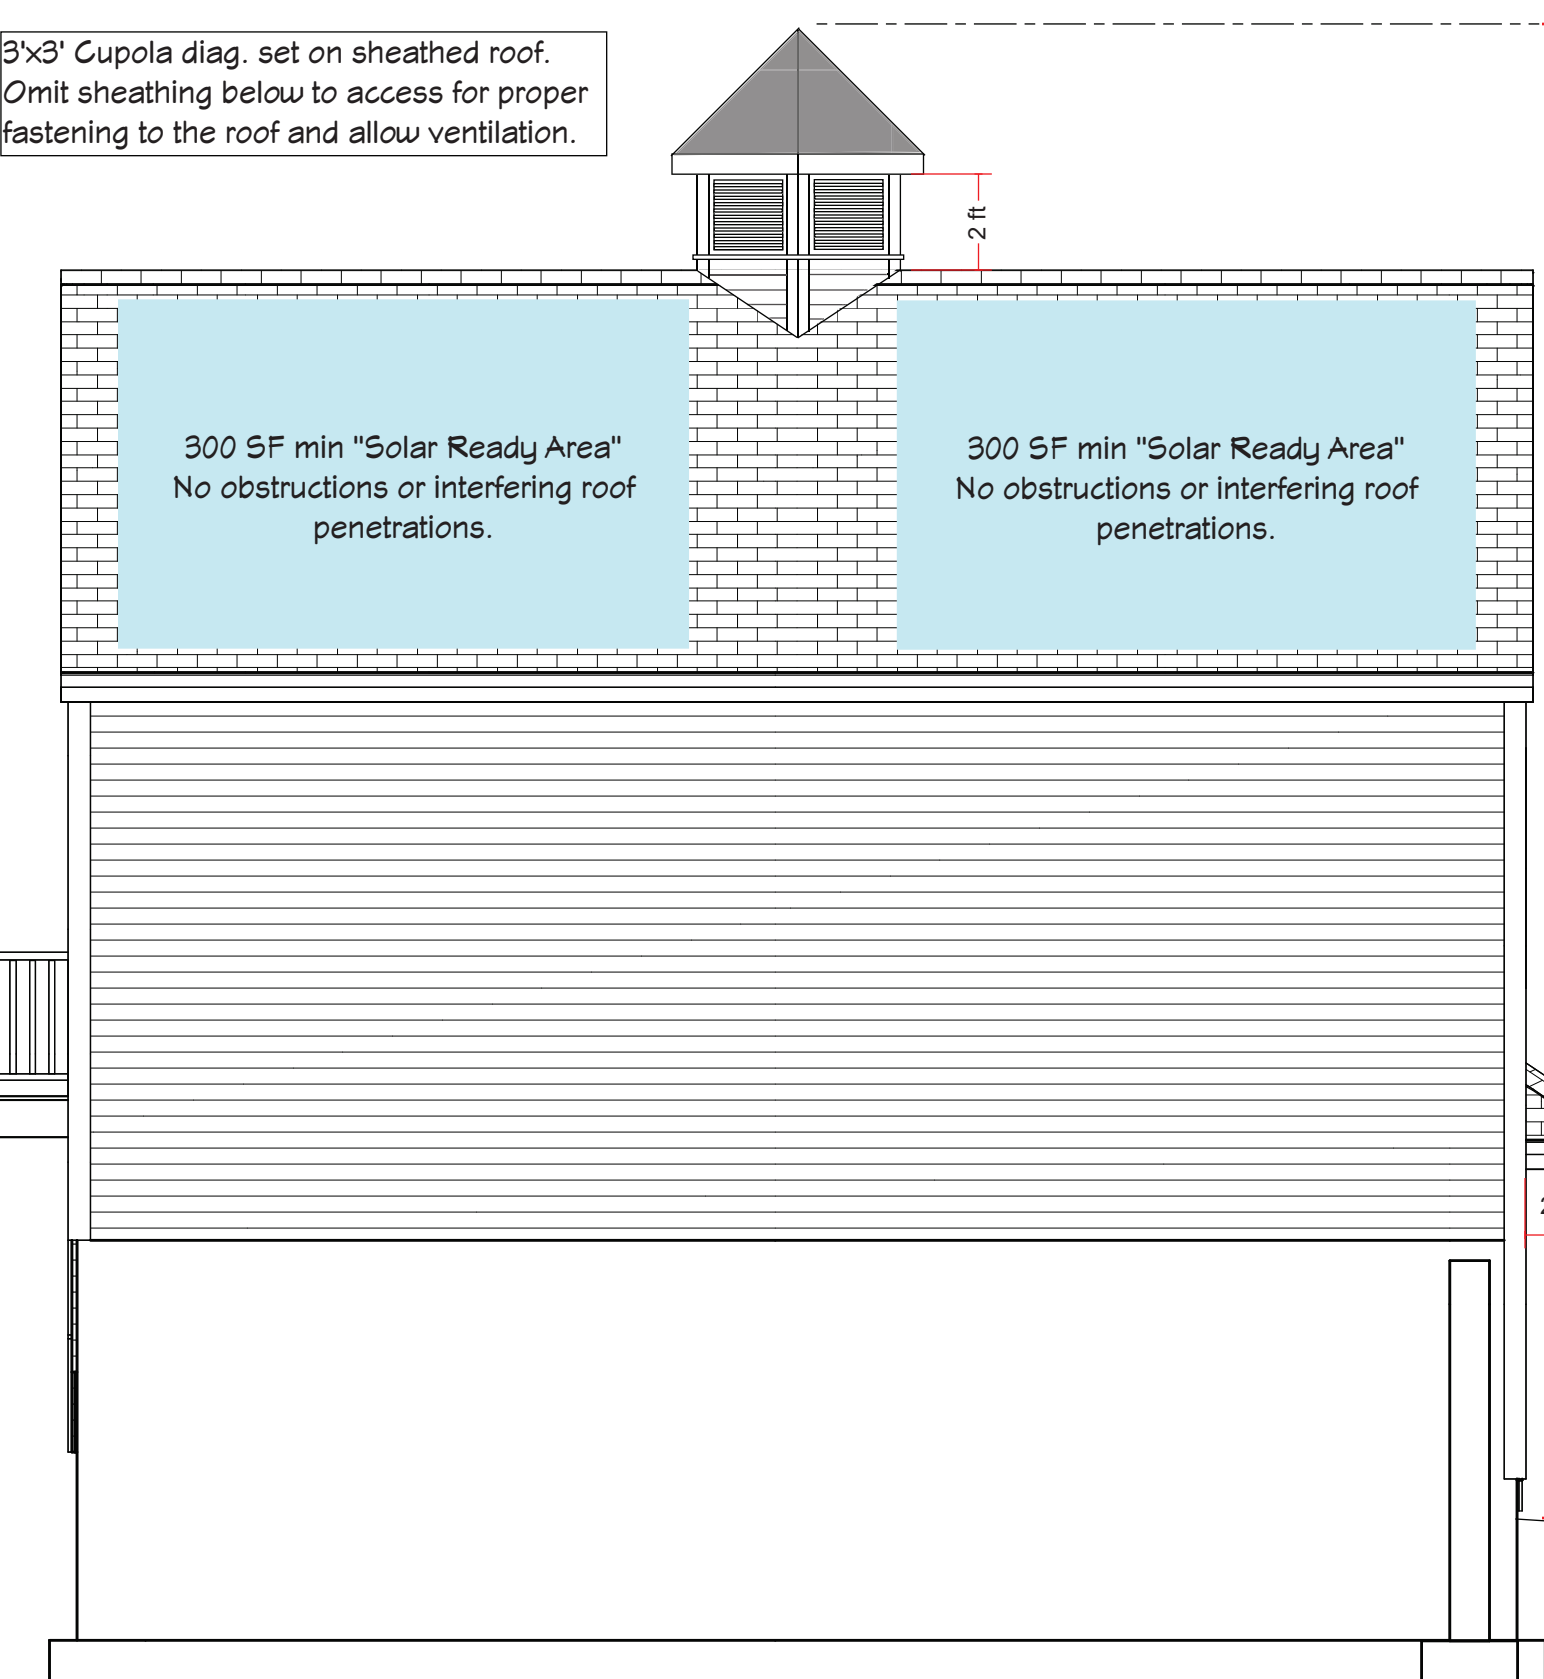 3'x3' Cupola diag. set on sheathed roof.
Omit sheathing below to access for proper
fastening to the roof and allow ventilation.
2 ft
300 SF min "Solar Ready Area"
No obstructions or interfering roof
penetrations.
300 SF min "Solar Ready Area"
No obstructions or interfering roof
penetrations.